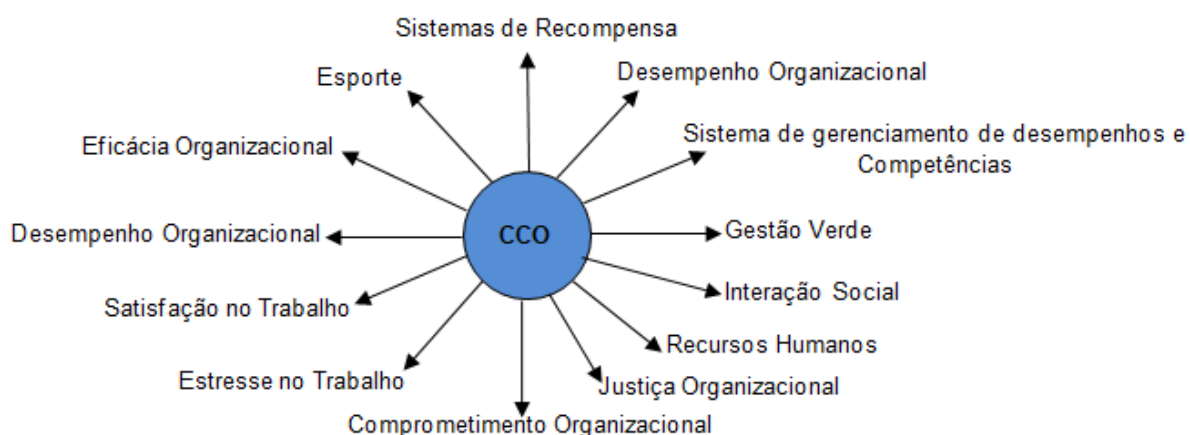 Sistemas de Recompensa
Esporte
Desempenho Organizacional
Eficácia Organizacional
Sistema de gerenciamento de desempenhos e
Competências
Desempenho Organizacional
CCO
Gestão Verde
Satisfação no Trabalho
Interação Social
Recursos Humanos
Estresse no Trabalho
Justiça Organizacional
Comprometimento Organizacional